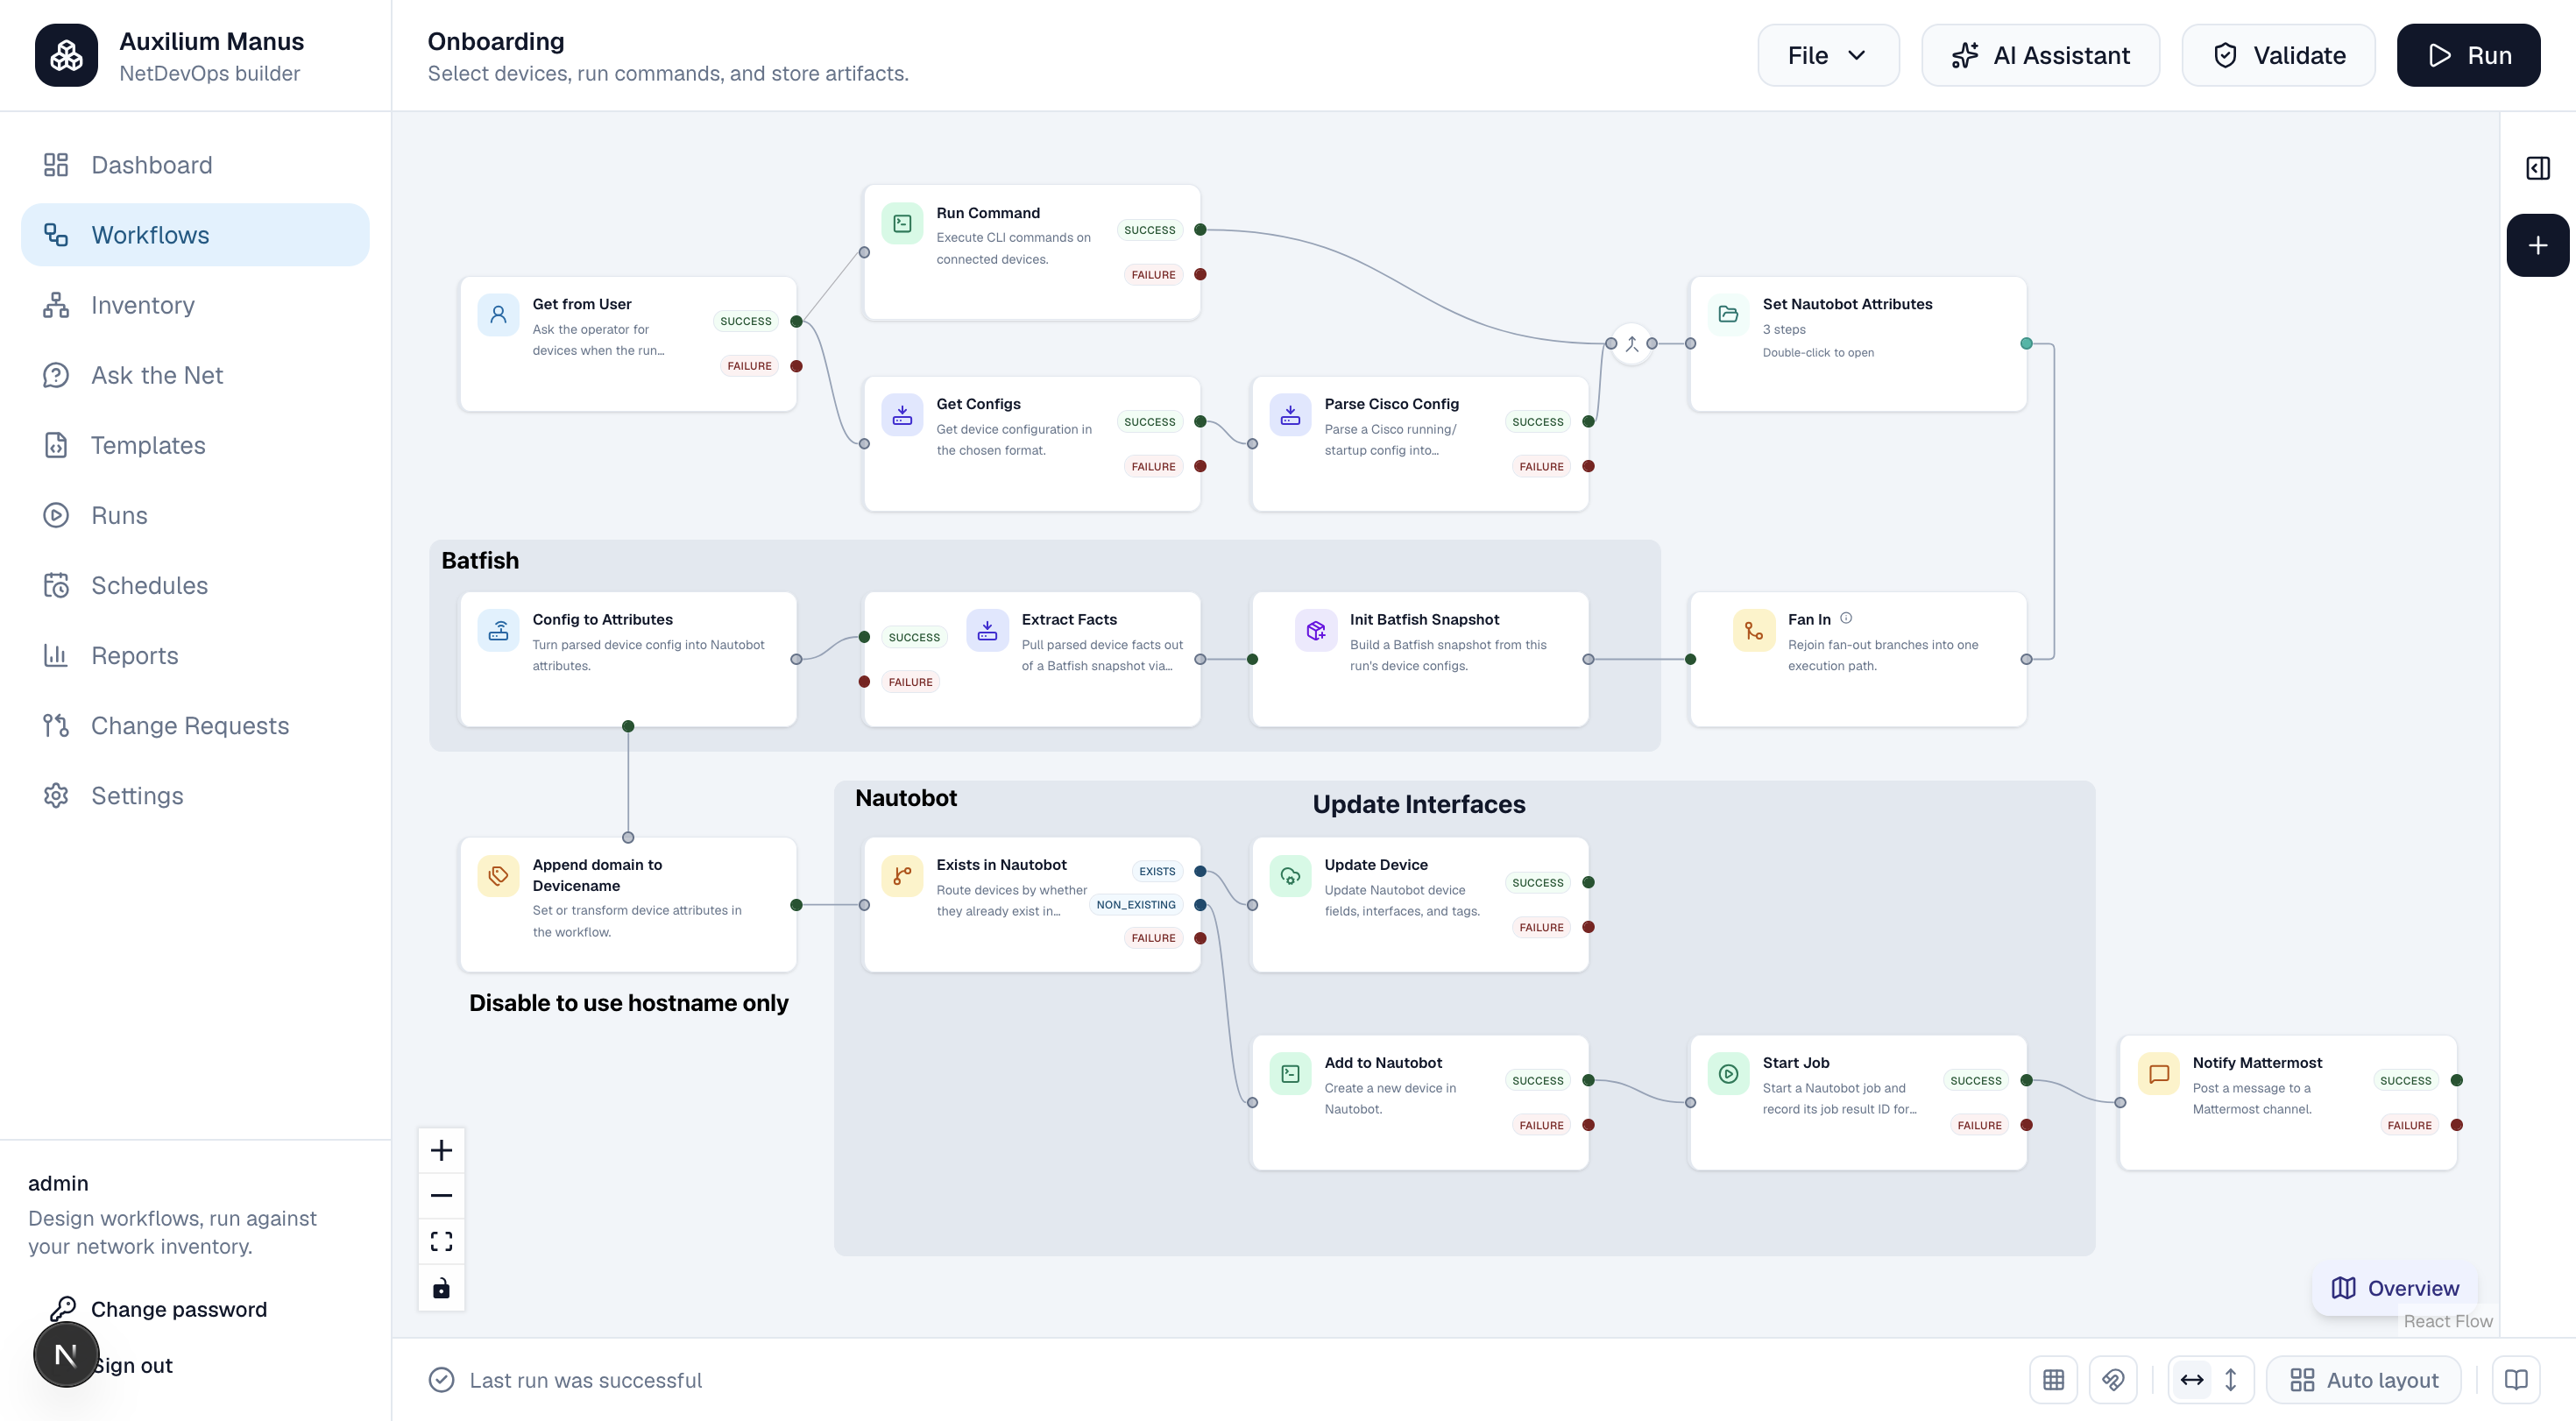 Auxilium Manus
NetDevOps builder
Onboarding
Select devices, run commands, and store artifacts.
File
AI Assistant
Validate
Run
Dashboard
Workflows
Inventory
Ask the Net
Templates
Runs
Schedules
Reports
Change Requests
Settings
admin
Design workflows, run against
your network inventory.
Change password
N
Sign out
Run Command
Execute CLI commands on
connected devices.
SUCCESS
FAILURE
Get from User
Ask the operator for
devices when the run…
SUCCESS
FAILURE
Set Nautobot Attributes
3 steps
Double-click to open
Get Configs
Get device configuration in
the chosen format.
SUCCESS
FAILURE
Parse Cisco Config
Parse a Cisco running/
startup config into…
SUCCESS
FAILURE
Batfish
Config to Attributes
Turn parsed device config into Nautobot
attributes.
SUCCESS
FAILURE
Extract Facts
Pull parsed device facts out
of a Batfish snapshot via…
Init Batfish Snapshot
Build a Batfish snapshot from this
run's device configs.
Fan In
Rejoin fan-out branches into one
execution path.
Nautobot
Update Interfaces
Append domain to
Devicename
Set or transform device attributes in
the workflow.
Disable to use hostname only
Exists in Nautobot
Route devices by whether
they already exist in…
EXISTS
NON_EXISTING
FAILURE
Update Device
Update Nautobot device
fields, interfaces, and tags.
SUCCESS
FAILURE
Add to Nautobot
Create a new device in
Nautobot.
SUCCESS
FAILURE
Start Job
Start a Nautobot job and
record its job result ID for…
SUCCESS
FAILURE
Notify Mattermost
Post a message to a
Mattermost channel.
SUCCESS
FAILURE
Overview
React Flow
Last run was successful
Auto layout